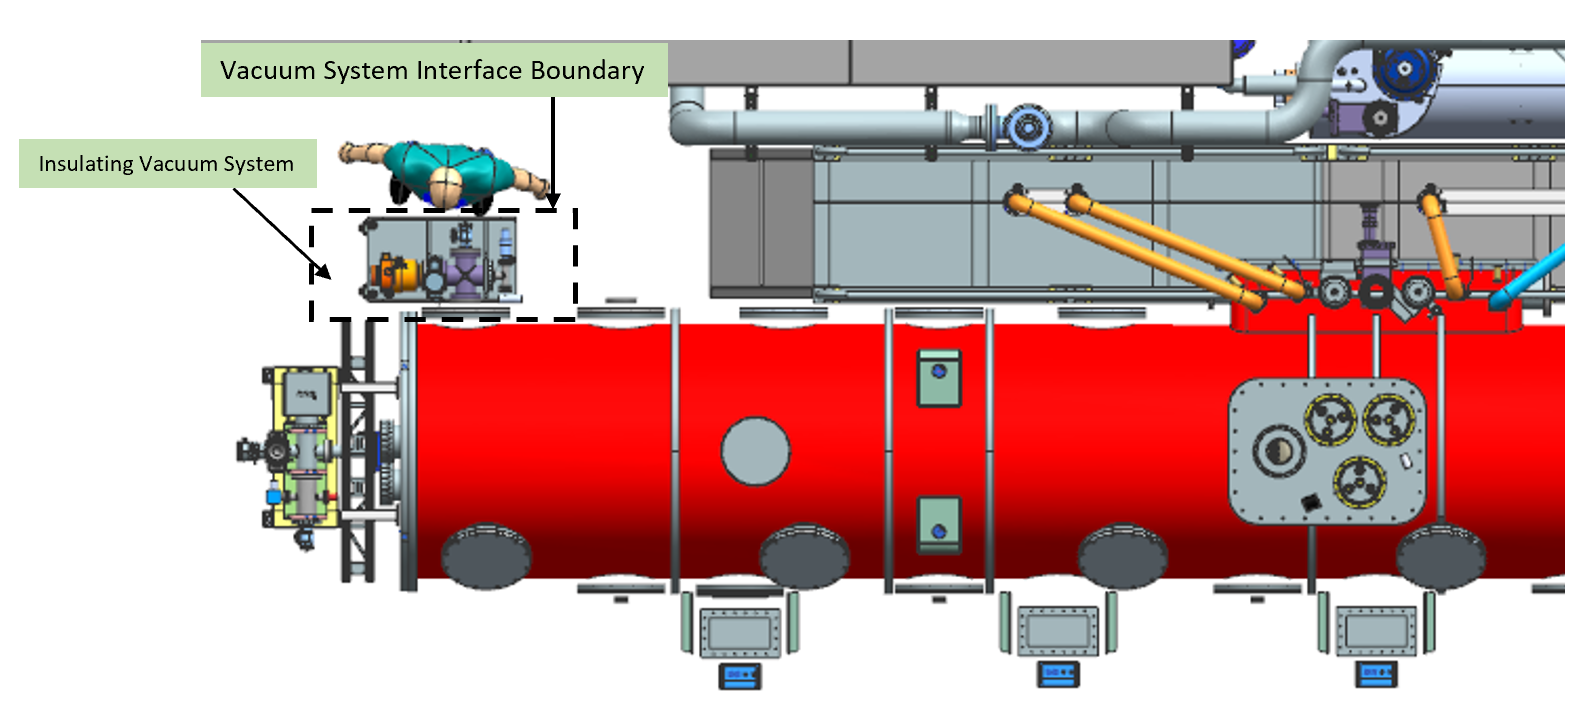 Vacuum System Interface Boundary
Insulating Vacuum System